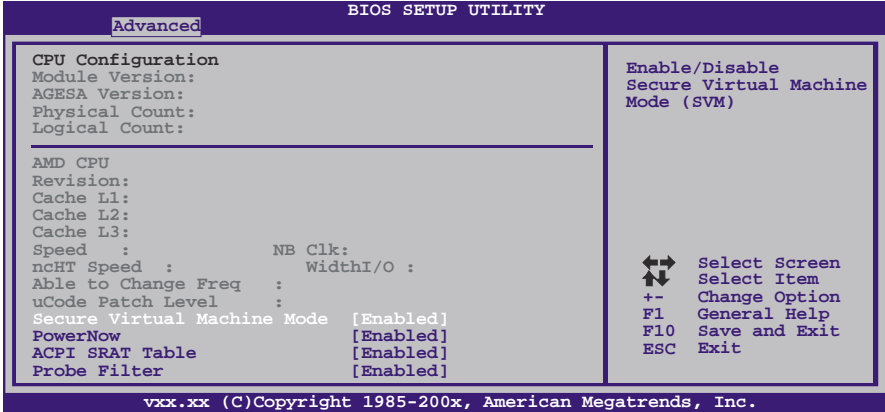 BIOS SETUP UTILITY
Advanced
CPU Configuration
Module Version:
AGESA Version:
Physical Count:
Logical Count:
AMD CPU
Revision:
Cache L1:
Cache L2:
Cache L3:
Speed : NB Clk:
ncHT Speed : WidthI/O :
Able to Change Freq :
uCode Patch Level :
Secure Virtual Machine Mode [Enabled]
PowerNow [Enabled]
ACPI SRAT Table [Enabled]
Probe Filter [Enabled]
Enable/Disable
Secure Virtual Machine
Mode (SVM)
Select Screen
Select Item
+- Change Option
F1 General Help
F10 Save and Exit
ESC Exit
vxx.xx (C)Copyright 1985-200x, American Megatrends, Inc.